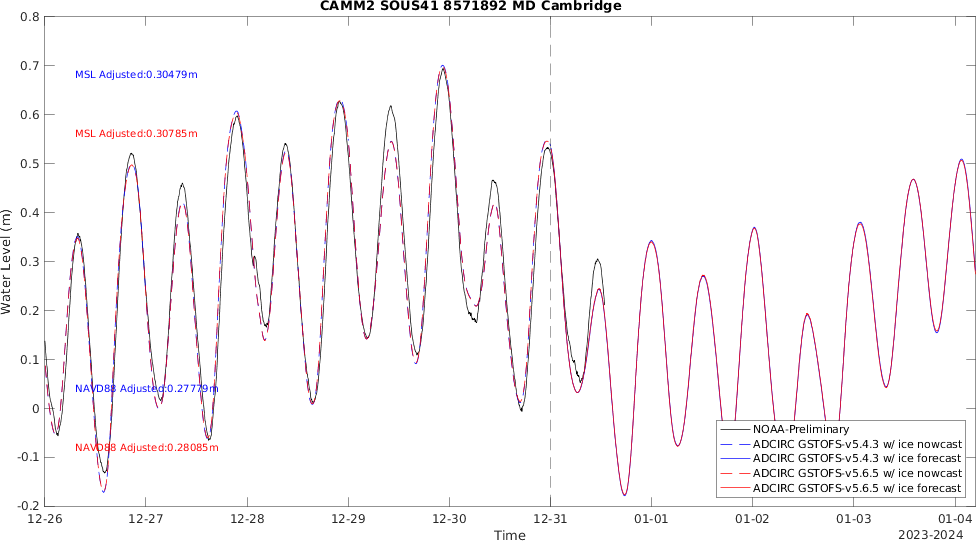 CAMM2 SOUS41 8571892 MD Cambridge
0.8
0.7
0.6
0.5
0.4
0.3
0.2
0.1
0
-0.1
-0.2
Water Level (m)
MSL Adjusted:0.30479m
MSL Adjusted:0.30785m
NAVD88 Adjusted:0.27779m
NAVD88 Adjusted:0.28085m
NOAA-Preliminary
ADCIRC GSTOFS-v5.4.3 w/ ice nowcast
ADCIRC GSTOFS-v5.4.3 w/ ice forecast
ADCIRC GSTOFS-v5.6.5 w/ ice nowcast
ADCIRC GSTOFS-v5.6.5 w/ ice forecast
12-26 12-27 12-28 12-29 12-30 12-31 01-01 01-02 01-03 01-04
Time
2023-2024